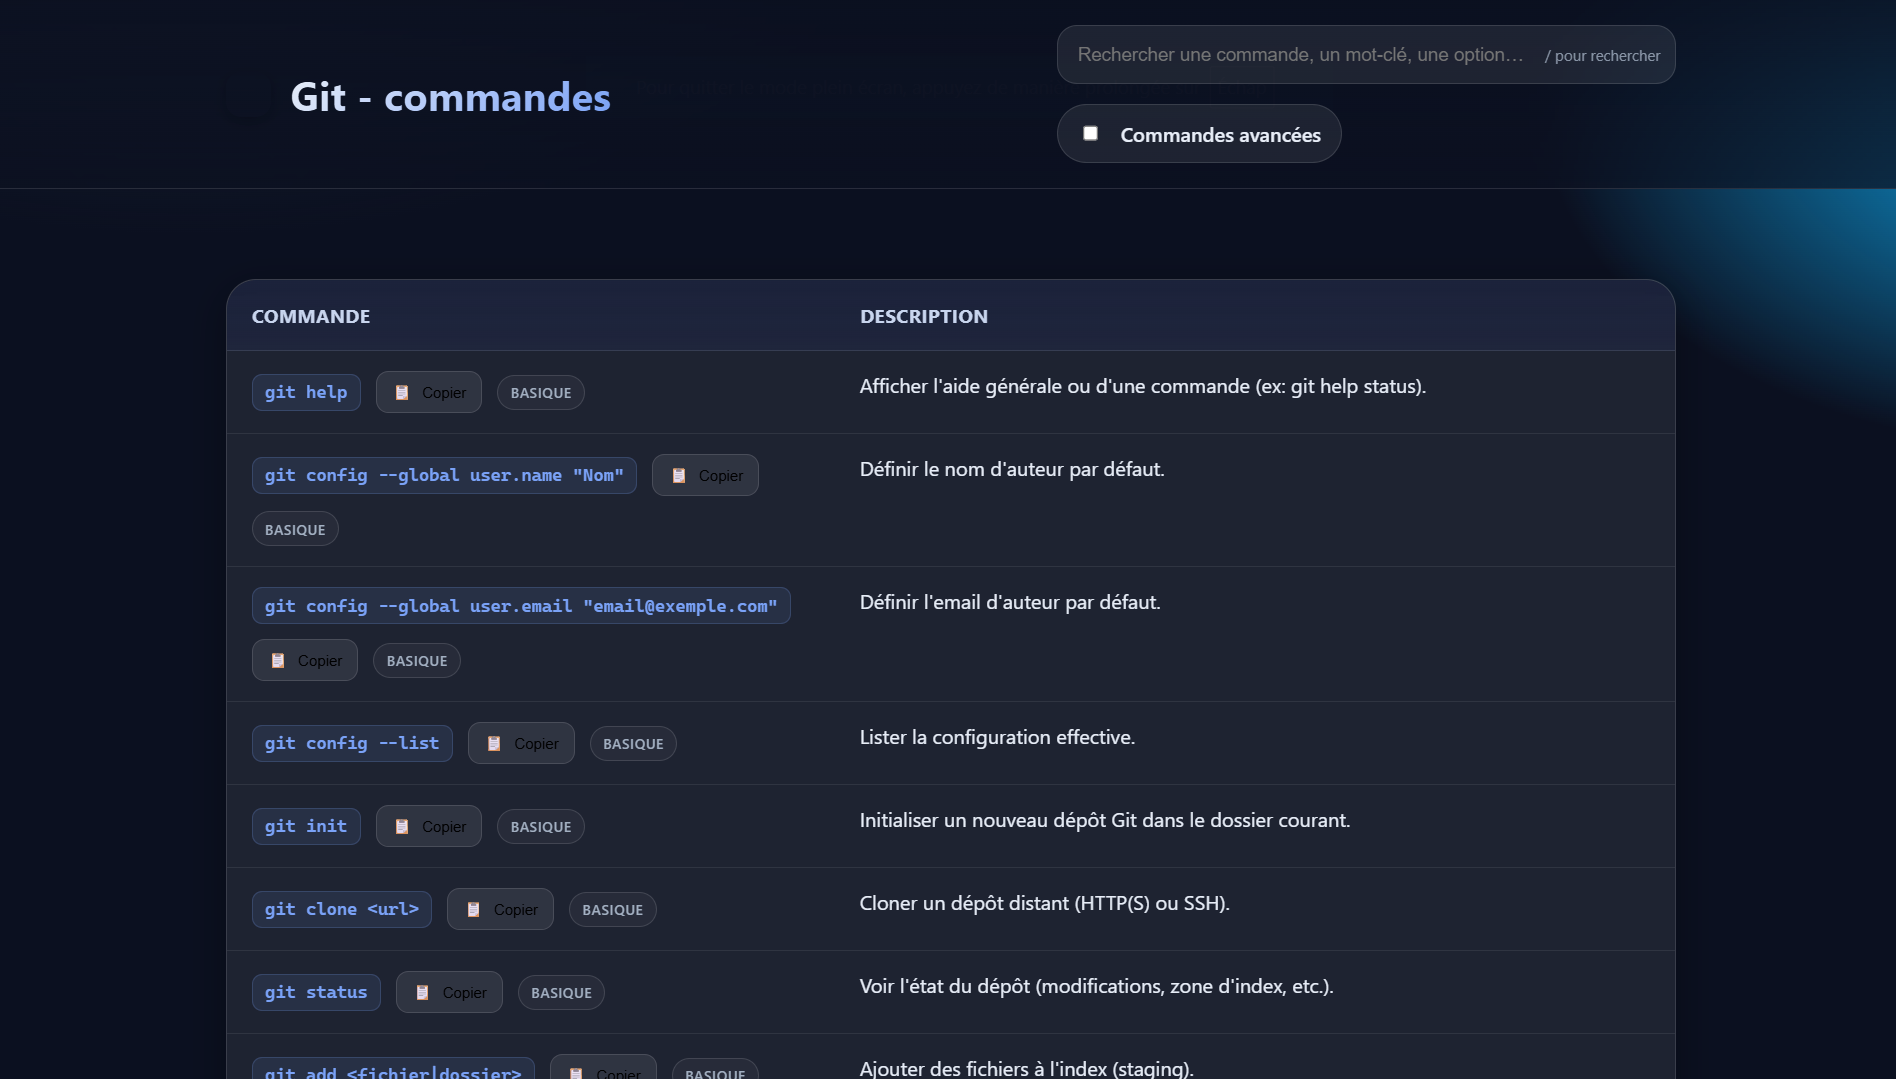 Rechercher une commande, un mot-clé, une option… / pour rechercher
Git - commandes
Commandes avancées
COMMANDE DESCRIPTION
git help Copier BASIQUE Afficher l'aide générale ou d'une commande (ex: git help status).
git config --global user.name "Nom" Copier Définir le nom d'auteur par défaut.
BASIQUE
git config --global user.email "email@exemple.com" Définir l'email d'auteur par défaut.
Copier BASIQUE
git config --list Copier BASIQUE Lister la configuration effective.
git init Copier BASIQUE Initialiser un nouveau dépôt Git dans le dossier courant.
git clone <url> Copier BASIQUE Cloner un dépôt distant (HTTP(S) ou SSH).
git status Copier BASIQUE Voir l'état du dépôt (modifications, zone d'index, etc.).
git add <fichier|dossier> Copier BASIQUE Ajouter des fichiers à l'index (staging).